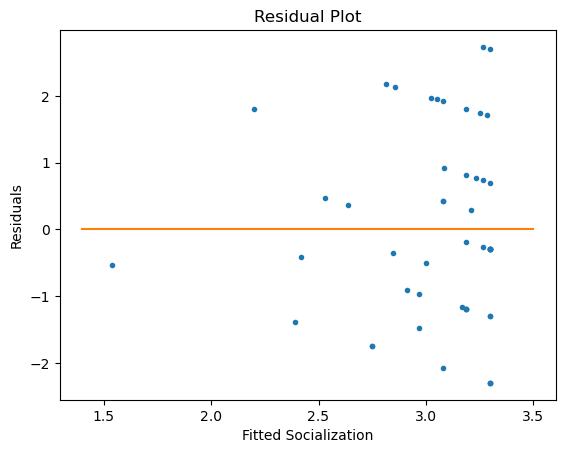 Residual Plot
2
1
0
−1
−2
Residuals
1.5 2.0 2.5 3.0 3.5
Fitted Socialization